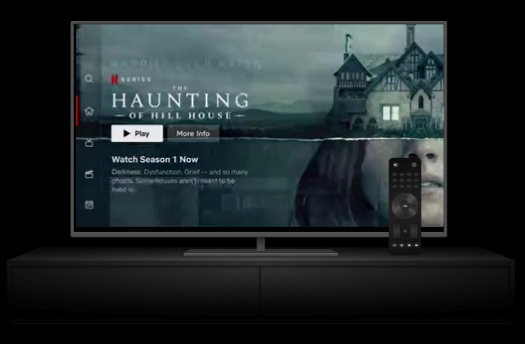 SERIES
THE
HAUNTING
OF HILL HOUSE
Play
More Info
Watch Season 1 Now
Darkness. Dysfunction. Grief — and so many
ghosts. Some houses aren't meant to be
lived in.